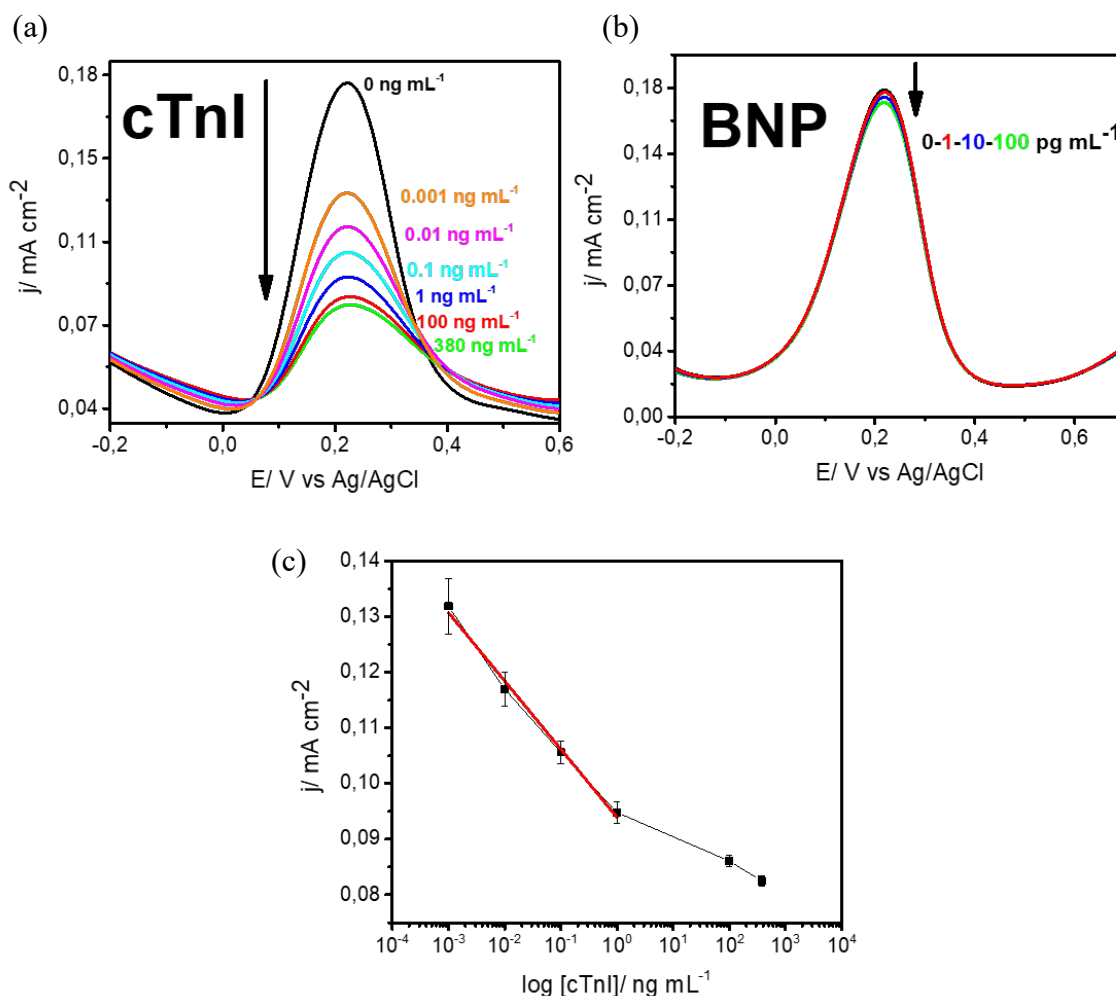 (a)
cTnI
0 ng mL-1
0.001 ng mL-1
0.01 ng mL-1
0.1 ng mL-1
1 ng mL-1
100 ng mL-1
380 ng mL-1
0,18
0,15
0,11
0,07
0,04
j/ mA cm-2
-0,2
0,0
0,2
0,4
0,6
E/ V vs Ag/AgCl
(b)
BNP
0-1-10-100 pg mL-1
0,18
0,14
0,11
0,07
0,04
0,00
j/ mA cm-2
-0,2
0,0
0,2
0,4
0,6
E/ V vs Ag/AgCl
(c)
0,14
0,13
0,12
0,11
0,10
0,09
0,08
j/ mA cm-2
10-4
10-3
10-2
10-1
100
101
102
103
104
log [cTnI]/ ng mL-1